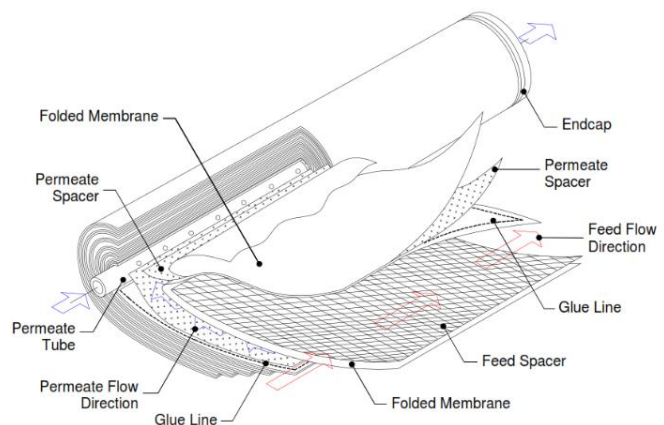 Folded Membrane
Endcap
Permeate
Spacer
Permeate
Spacer
Feed Flow
Direction
Glue Line
Permeate
Tube
Feed Spacer
Permeate Flow
Direction
Folded Membrane
Glue Line